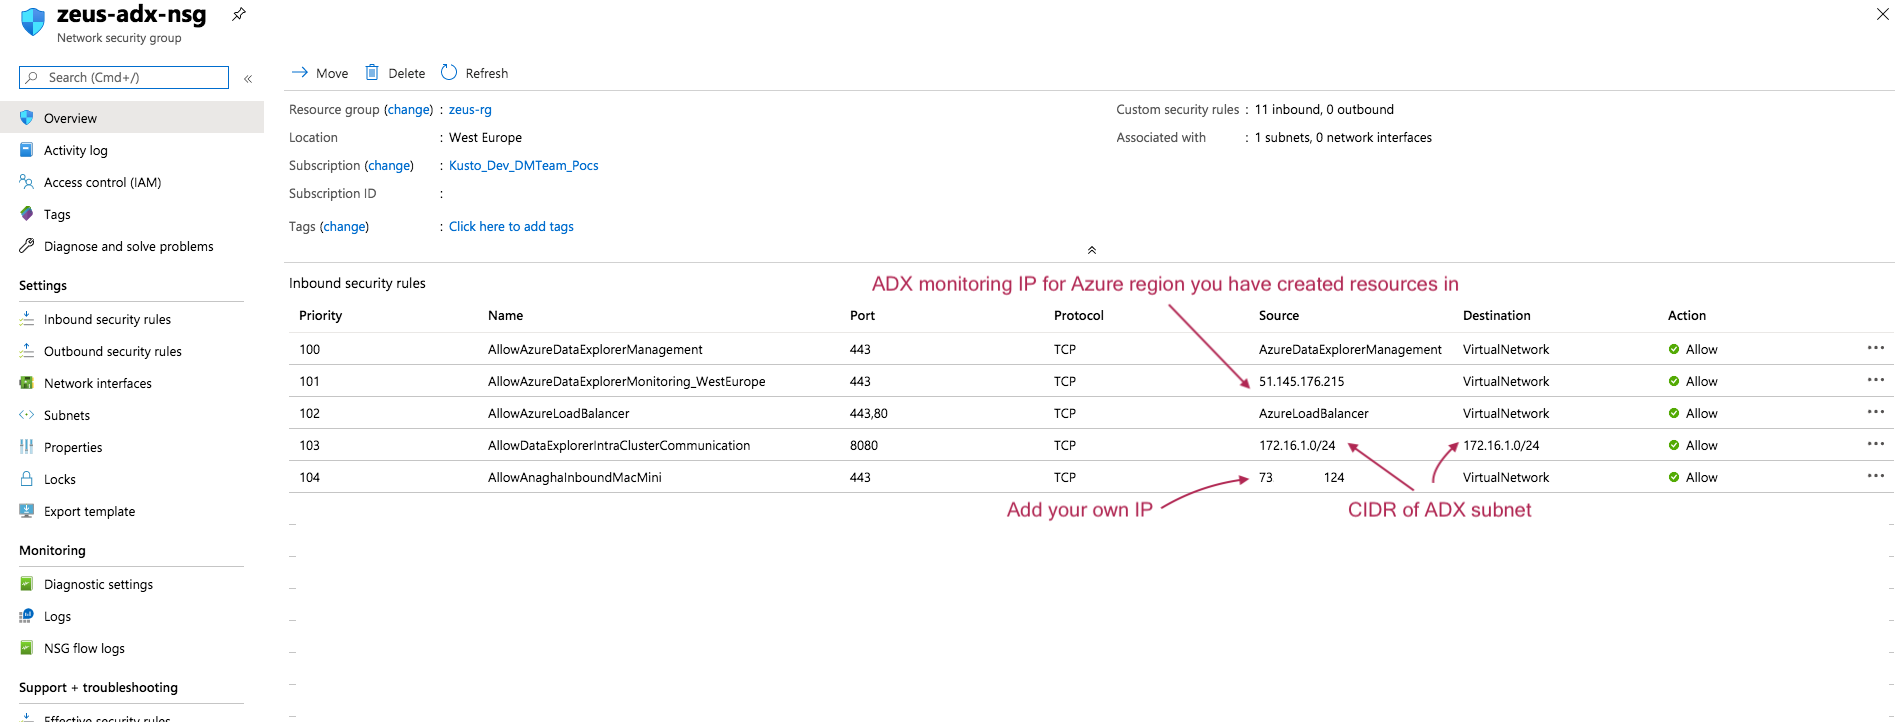 zeus-adx-nsg
Network security group
Search (Cmd+/)
«
Overview
Activity log
Access control (IAM)
Tags
Diagnose and solve problems
Settings
Inbound security rules
Outbound security rules
Network interfaces
Subnets
Properties
Locks
Export template
Monitoring
Diagnostic settings
Logs
NSG flow logs
Support + troubleshooting
Effective security rules
Move Delete Refresh
Resource group (change) : zeus-rg
Location : West Europe
Subscription (change) : Kusto_Dev_DMTeam_Pocs
Subscription ID :
Tags (change) : Click here to add tags
Custom security rules : 11 inbound, 0 outbound
Associated with : 1 subnets, 0 network interfaces
Inbound security rules
ADX monitoring IP for Azure region you have created resources in
Priority Name Port Protocol Source Destination Action
100 AllowAzureDataExplorerManagement 443 TCP AzureDataExplorerManagement VirtualNetwork Allow
101 AllowAzureDataExplorerMonitoring_WestEurope 443 TCP 51.145.176.215 VirtualNetwork Allow
102 AllowAzureLoadBalancer 443,80 TCP AzureLoadBalancer VirtualNetwork Allow
103 AllowDataExplorerIntraClusterCommunication 8080 TCP 172.16.1.0/24 172.16.1.0/24 Allow
104 AllowAnaghaInboundMacMini 443 TCP 73 124 VirtualNetwork Allow
Add your own IP
CIDR of ADX subnet